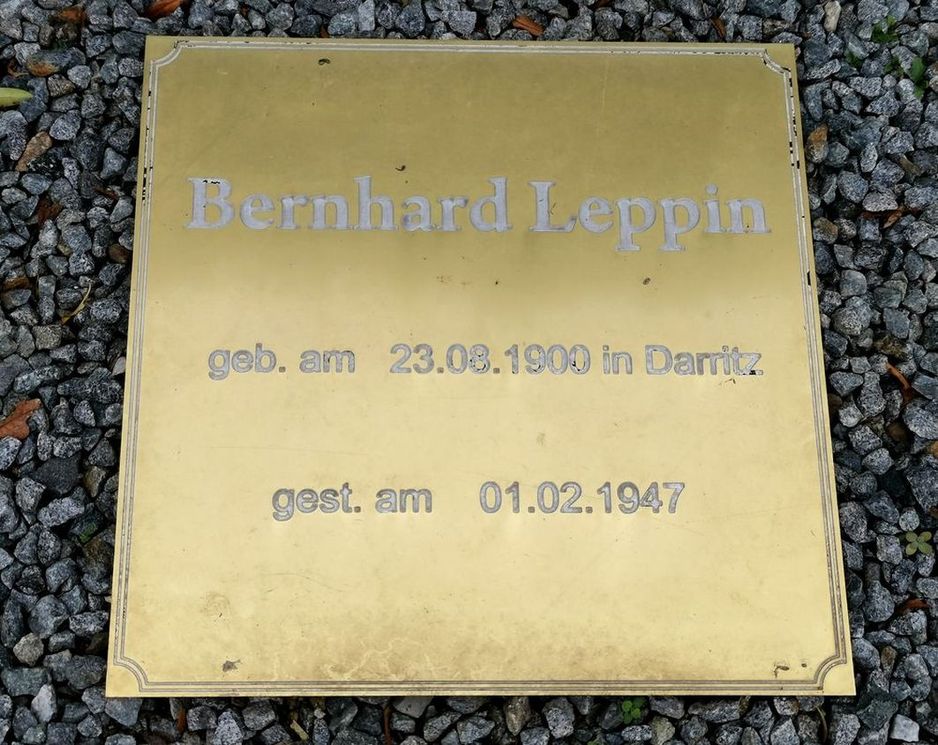 Bernhard Leppin
geb. am 23.08.1900 in Darritz
gest. am 01.02.1947